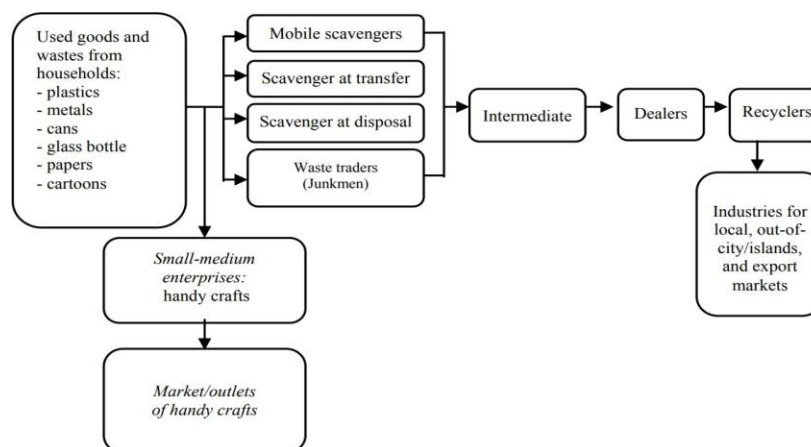 Used goods and
wastes from
households:
- plastics
- metals
- cans
- glass bottle
- papers
- cartoons
Mobile scavengers
Scavenger at transfer
Scavenger at disposal
Waste traders
(Junkmen)
Intermediate
Dealers
Recyclers
Industries for
local, out-of-
city/islands,
and export
markets
Small-medium
enterprises:
handy crafts
Market/outlets
of handy crafts